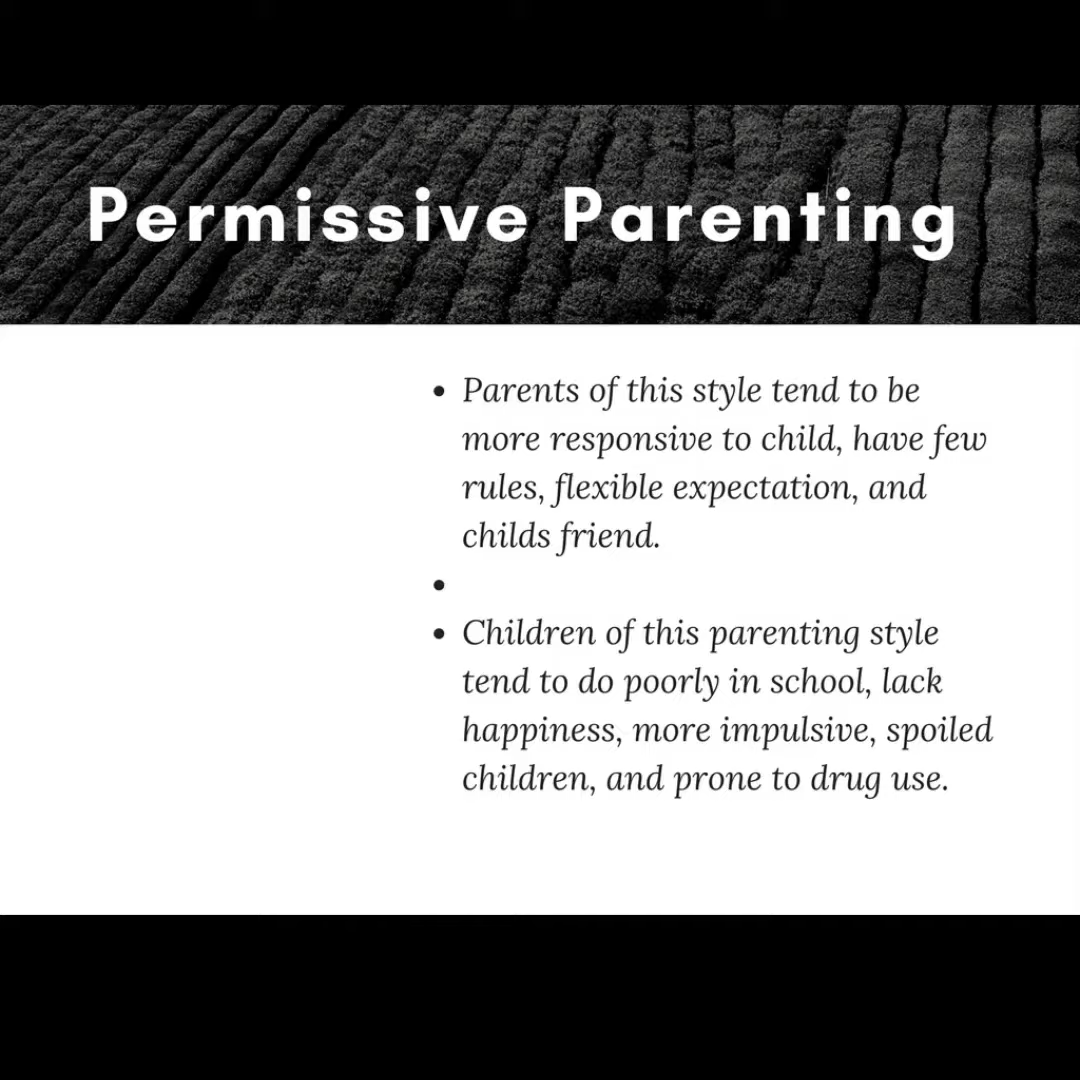 Permissive Parenting
• Parents of this style tend to be
more responsive to child, have few
rules, flexible expectation, and
childs friend.
•
• Children of this parenting style
tend to do poorly in school, lack
happiness, more impulsive, spoiled
children, and prone to drug use.